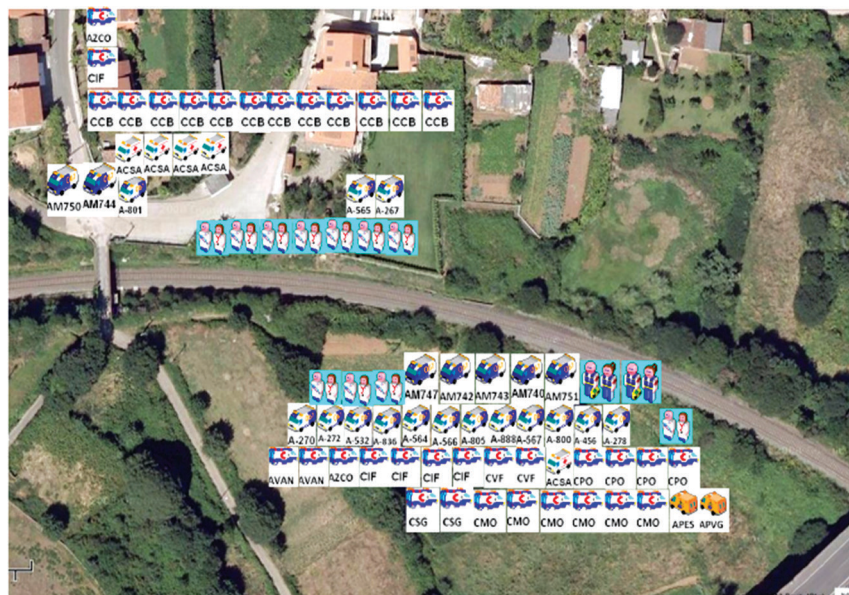 AZCO
CIF
CCB CCB CCB CCB CCB CCB CCB CCB CCB CCB CCB CCB
ACSA ACSA ACSA ACSA
AM750 AM744 A-801
A-565 A-267
AM747 AM742 AM743 AM740 AM751
A-270 A-272 A-532 A-836 A-564 A-566 A-805 A-888 A-567 A-800 A-456 A-278
AVAN AVAN AZCO CIF CIF CIF CIF CVF CVF ACSA CPO CPO CPO CPO
CSG CSG CMO CMO CMO CMO CMO CMO APES APVG